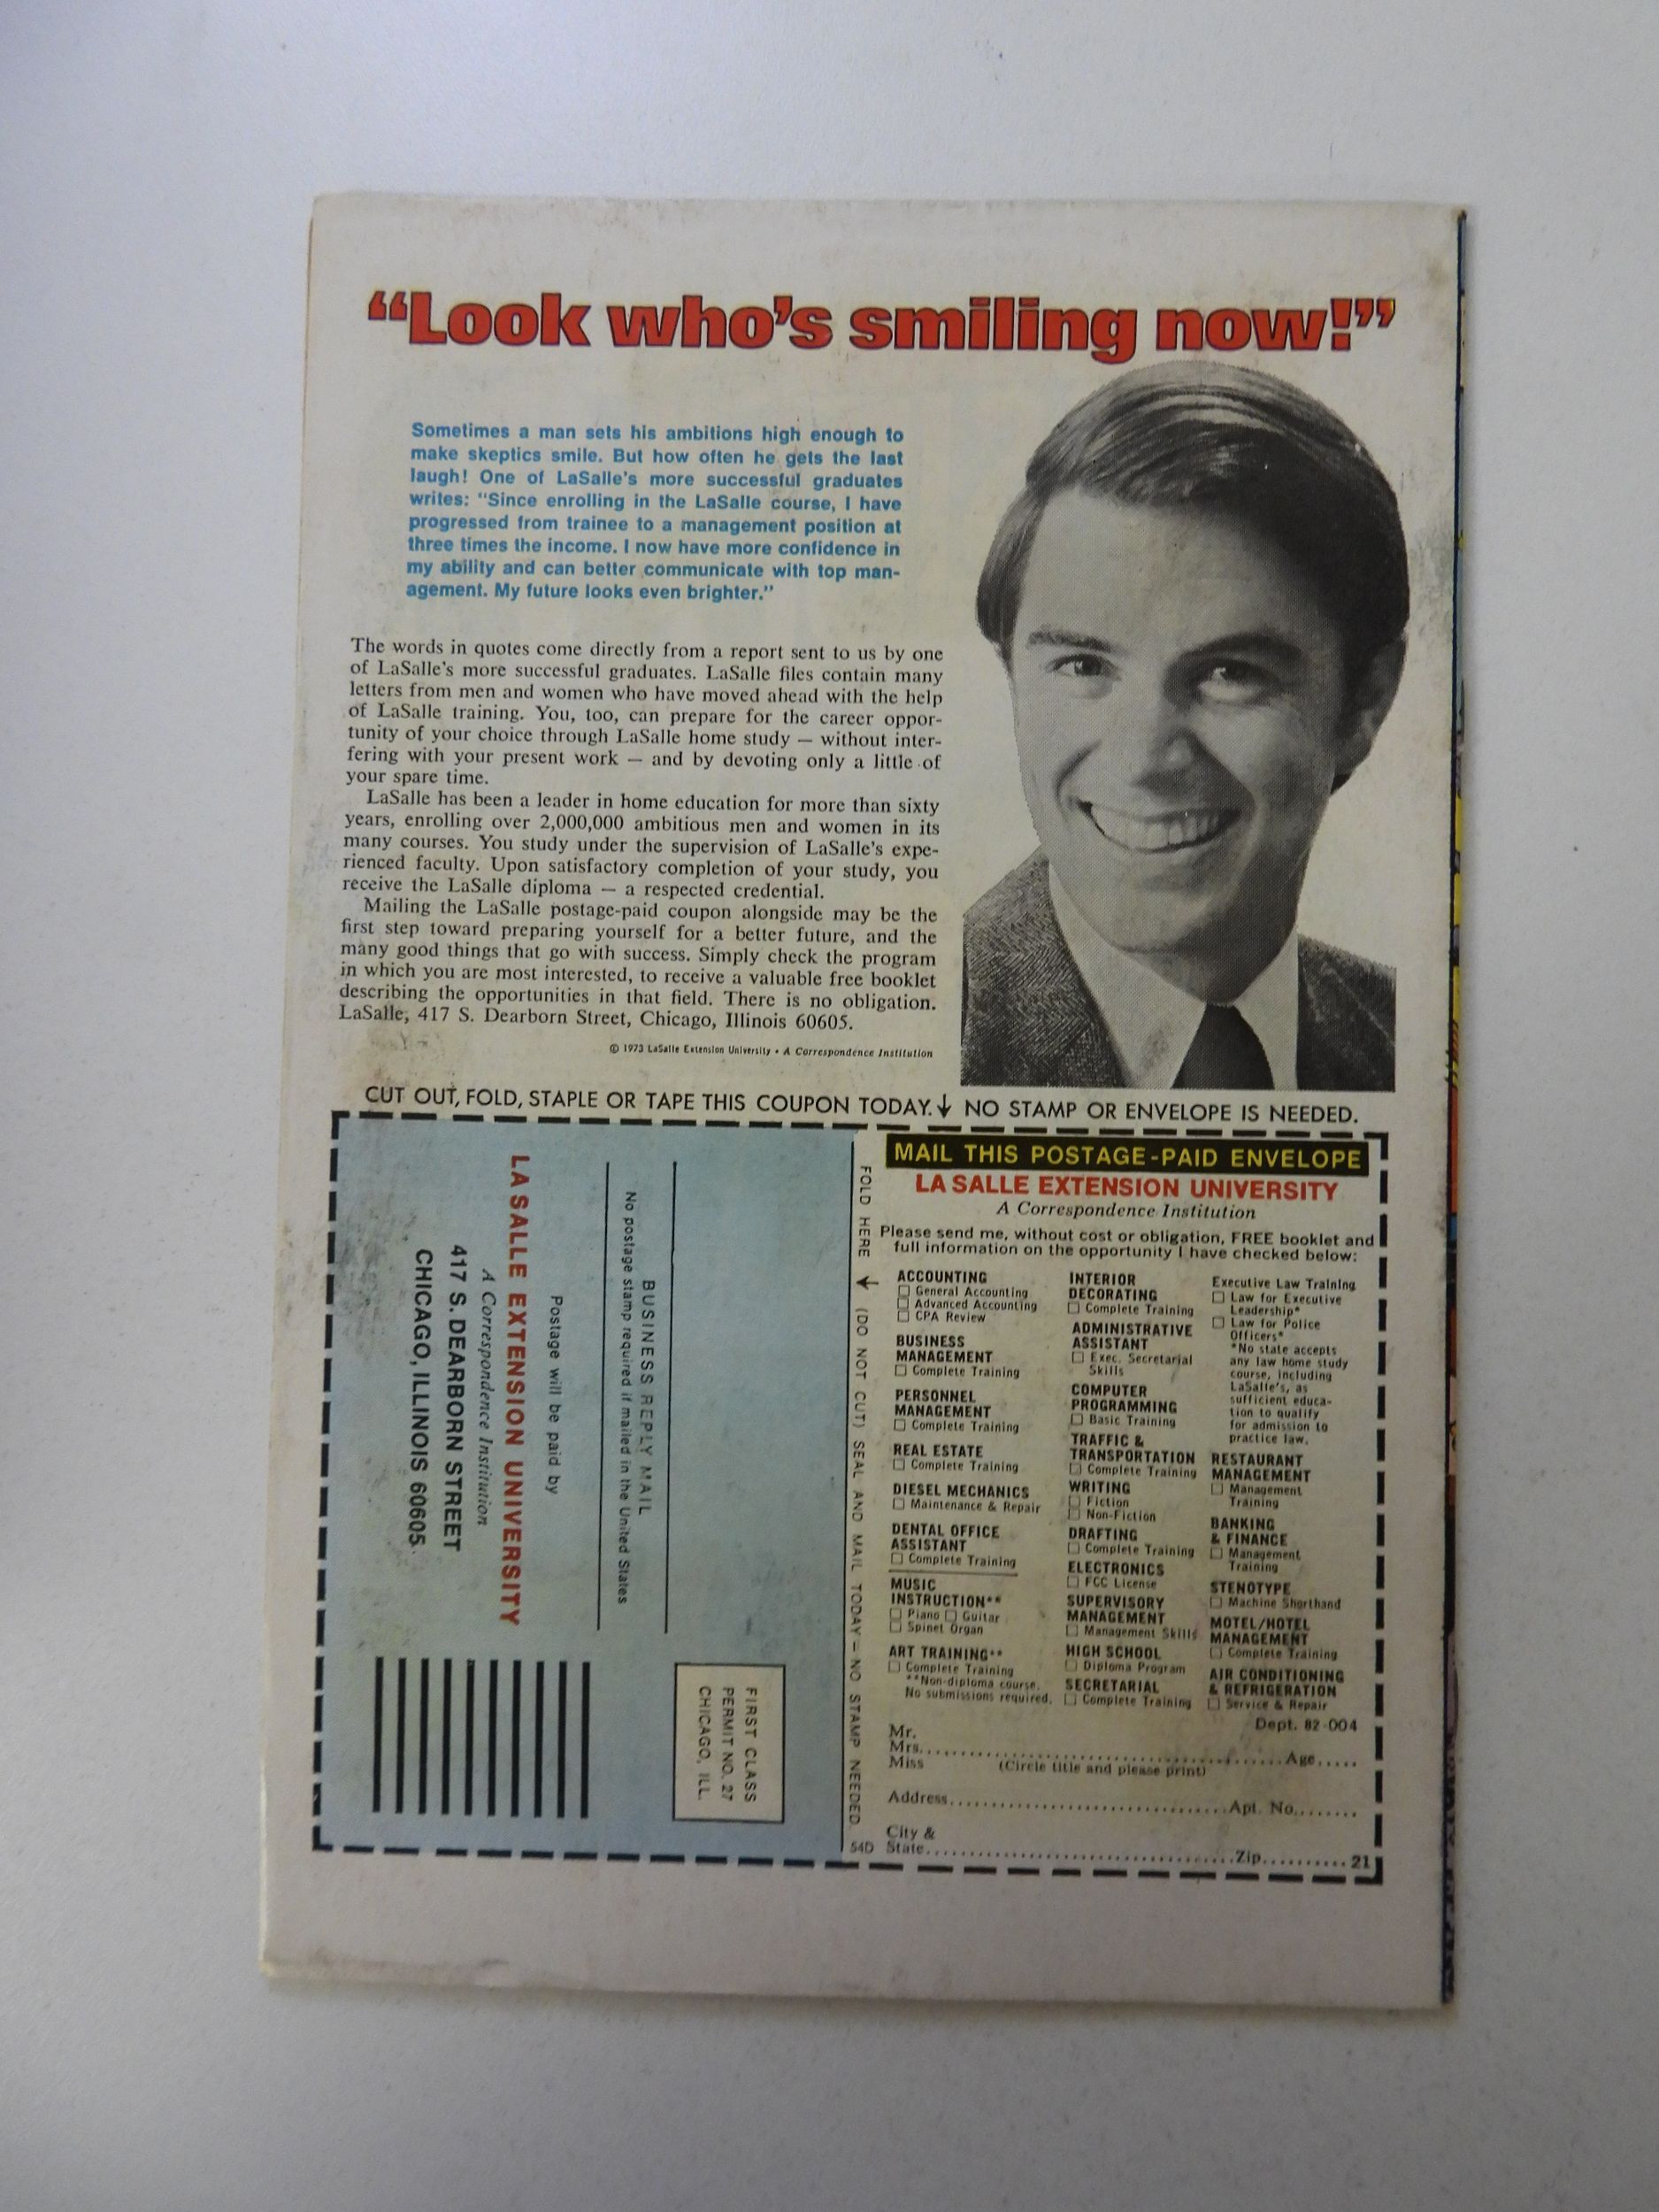 “Look who’s smiling now!”
Sometimes a man sets his ambitions high enough to
make skeptics smile. But how often he gets the last
laugh! One of LaSalle’s more successful graduates
writes: “Since enrolling in the LaSalle course, I have
progressed from trainee to a management position at
three times the income. I now have more confidence in
my ability and can better communicate with top man-
agement. My future looks even brighter.”
The words in quotes come directly from a report sent to us by one
of LaSalle’s more successful graduates. LaSalle files contain many
letters from men and women who have moved ahead with the help
of LaSalle training. You, too, can prepare for the career oppor-
tunity of your choice through LaSalle home study — without inter-
fering with your present work — and by devoting only a little of
your spare time.
LaSalle has been a leader in home education for more than sixty
years, enrolling over 2,000,000 ambitious men and women in its
many courses. You study under the supervision of LaSalle’s expe-
rienced faculty. Upon satisfactory completion of your study, you
receive the LaSalle diploma — a respected credential.
Mailing the LaSalle postage-paid coupon alongside may be the
first step toward preparing yourself for a better future, and the
many good things that go with success. Simply check the program
in which you are most interested, to receive a valuable free booklet
describing the opportunities in that field. There is no obligation.
LaSalle, 417 S. Dearborn Street, Chicago, Illinois 60605.
© 1973 LaSalle Extension University • A Correspondence Institution
CUT OUT, FOLD, STAPLE OR TAPE THIS COUPON TODAY.↓ NO STAMP OR ENVELOPE IS NEEDED.
FIRST CLASS
PERMIT NO. 27
CHICAGO, ILL.
BUSINESS REPLY MAIL
No postage stamp required if mailed in the United States
Postage will be paid by
LA SALLE EXTENSION UNIVERSITY
A Correspondence Institution
417 S. DEARBORN STREET
CHICAGO, ILLINOIS 60605
FOLD HERE ← (DO NOT CUT) SEAL AND MAIL TODAY — NO STAMP NEEDED
54D
MAIL THIS POSTAGE-PAID ENVELOPE
LA SALLE EXTENSION UNIVERSITY
A Correspondence Institution
Please send me, without cost or obligation, FREE booklet and
full information on the opportunity I have checked below:
ACCOUNTING
☐ General Accounting
☐ Advanced Accounting
☐ CPA Review
BUSINESS
MANAGEMENT
☐ Complete Training
PERSONNEL
MANAGEMENT
☐ Complete Training
REAL ESTATE
☐ Complete Training
DIESEL MECHANICS
☐ Maintenance & Repair
DENTAL OFFICE
ASSISTANT
☐ Complete Training
MUSIC
INSTRUCTION**
☐ Piano ☐ Guitar
☐ Spinet Organ
ART TRAINING**
☐ Complete Training
**Non-diploma course.
No submissions required.
INTERIOR
DECORATING
☐ Complete Training
ADMINISTRATIVE
ASSISTANT
☐ Exec. Secretarial
Skills
COMPUTER
PROGRAMMING
☐ Basic Training
TRAFFIC &
TRANSPORTATION
☐ Complete Training
WRITING
☐ Fiction
☐ Non-Fiction
DRAFTING
☐ Complete Training
ELECTRONICS
☐ FCC License
SUPERVISORY
MANAGEMENT
☐ Management Skills
HIGH SCHOOL
☐ Diploma Program
SECRETARIAL
☐ Complete Training
Executive Law Training
☐ Law for Executive
Leadership*
☐ Law for Police
Officers*
*No state accepts
any law home study
course, including
LaSalle’s, as
sufficient educa-
tion to qualify
for admission to
practice law.
RESTAURANT
MANAGEMENT
☐ Management
Training
BANKING
& FINANCE
☐ Management
Training
STENOTYPE
☐ Machine Shorthand
MOTEL/HOTEL
MANAGEMENT
☐ Complete Training
AIR CONDITIONING
& REFRIGERATION
☐ Service & Repair
Dept. 82-004
Mr.
Mrs.......................................................Age.....
Miss (Circle title and please print)
Address........................................Apt. No........
City &
State............................................Zip..........21